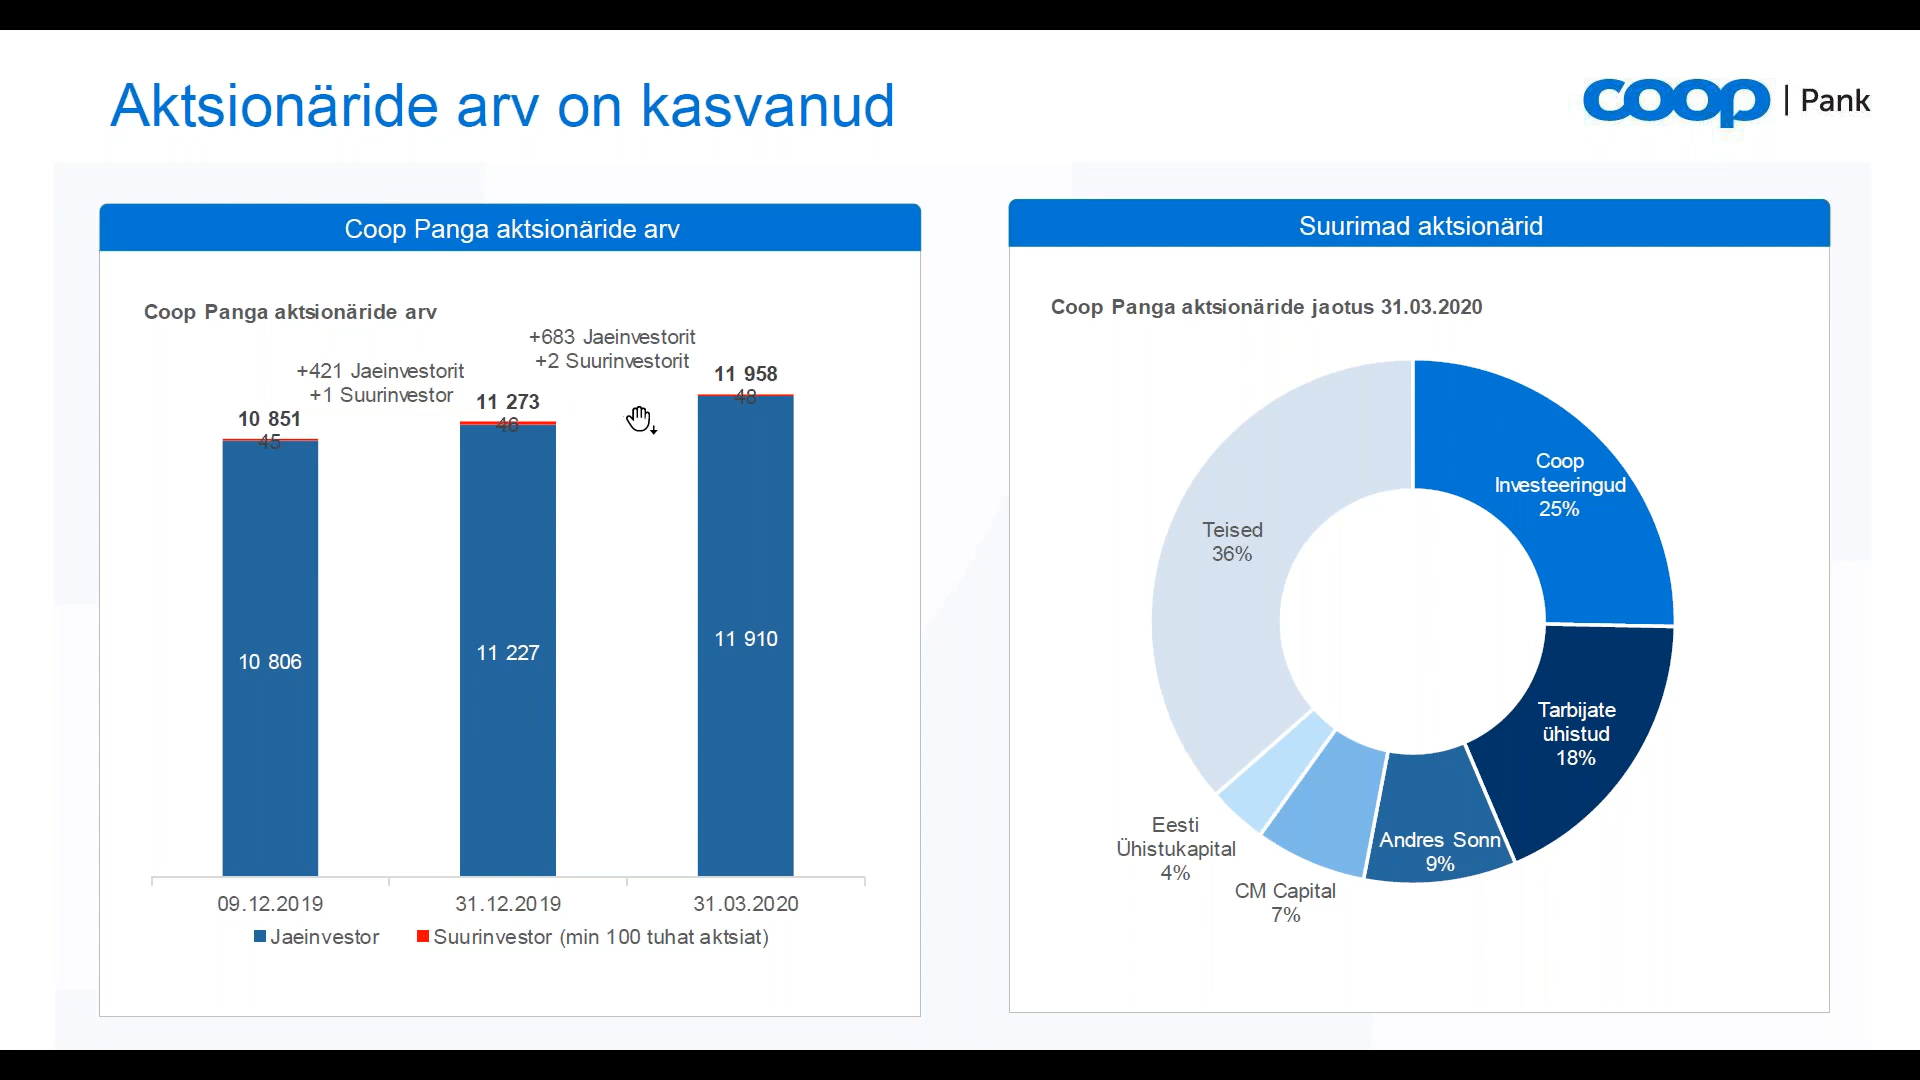 Aktsionäride arv on kasvanud
coop | Pank
Coop Panga aktsionäride arv
Coop Panga aktsionäride arv
+683 Jaeinvestorit
+2 Suurinvestorit
+421 Jaeinvestorit
+1 Suurinvestor
10 851
11 273
11 958
45
46
48
10 806
11 227
11 910
09.12.2019
31.12.2019
31.03.2020
Jaeinvestor
Suurinvestor (min 100 tuhat aktsiat)
Suurimad aktsionärid
Coop Panga aktsionäride jaotus 31.03.2020
Coop
Investeeringud
25%
Teised
36%
Tarbijate
ühistud
18%
Andres Sonn
9%
Eesti
Ühistukapital
4%
CM Capital
7%